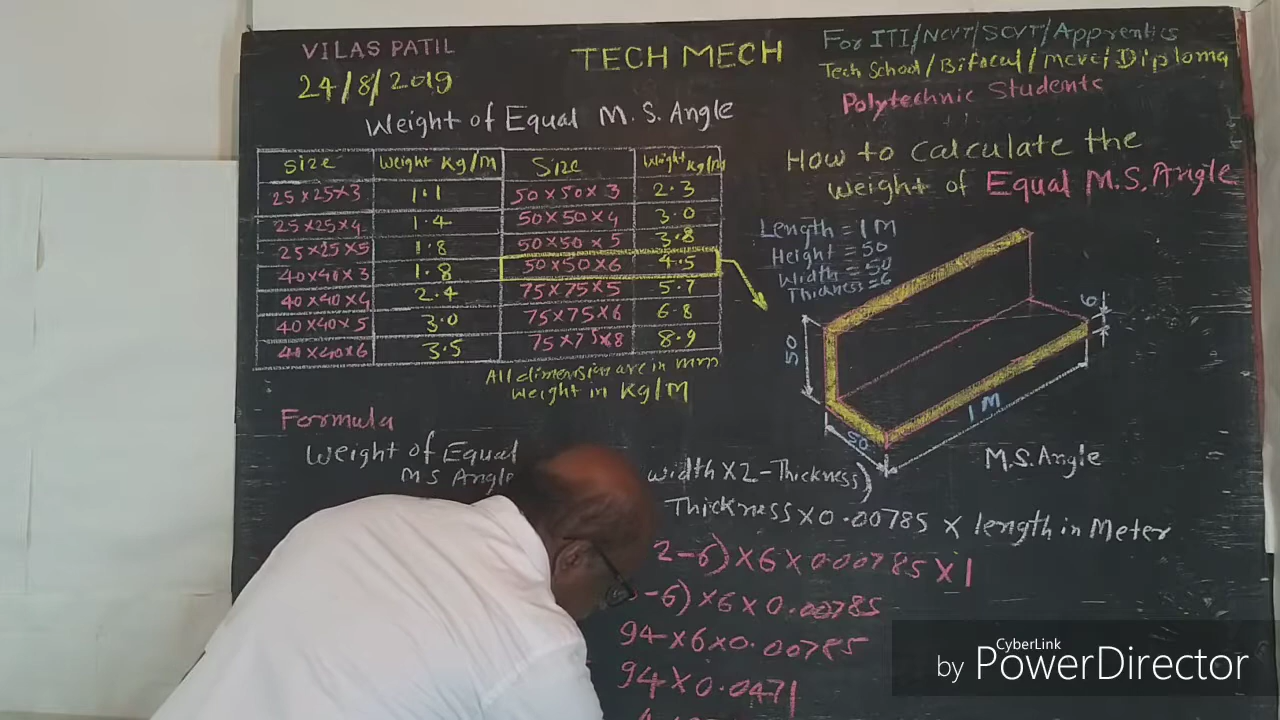 VILAS PATIL
24/8/2019
TECH MECH
For ITI/NCVT/SCVT/Apprentics
Tech School/Bifocal/mcvc/Diploma
Polytechnic Students
Weight of Equal M.S.Angle
Size Weight Kg/M Size Weight Kg/M
25×25×3 1.1 50×50×3 2.3
25×25×4 1.4 50×50×4 3.0
25×25×5 1.8 50×50×5 3.8
40×40×3 1.8 50×50×6 4.5
40×40×4 2.4 75×75×5 5.7
40×40×5 3.0 75×75×6 6.8
40×40×6 3.5 75×75×8 8.9
All dimension are in mm
Weight in Kg/M
How to Calculate the
weight of Equal M.S.Angle
Length = 1M
Height = 50
Width = 50
Thickness = 6
50
6
50
1M
M.S.Angle
Formula
Weight of Equal
MS Angle
width×2-Thickness)
Thickness×0.00785 × length in Meter
2-6)×6×0.00785×1
-6)×6×0.00785
94×6×0.00785
94×0.0471
CyberLink
by PowerDirector